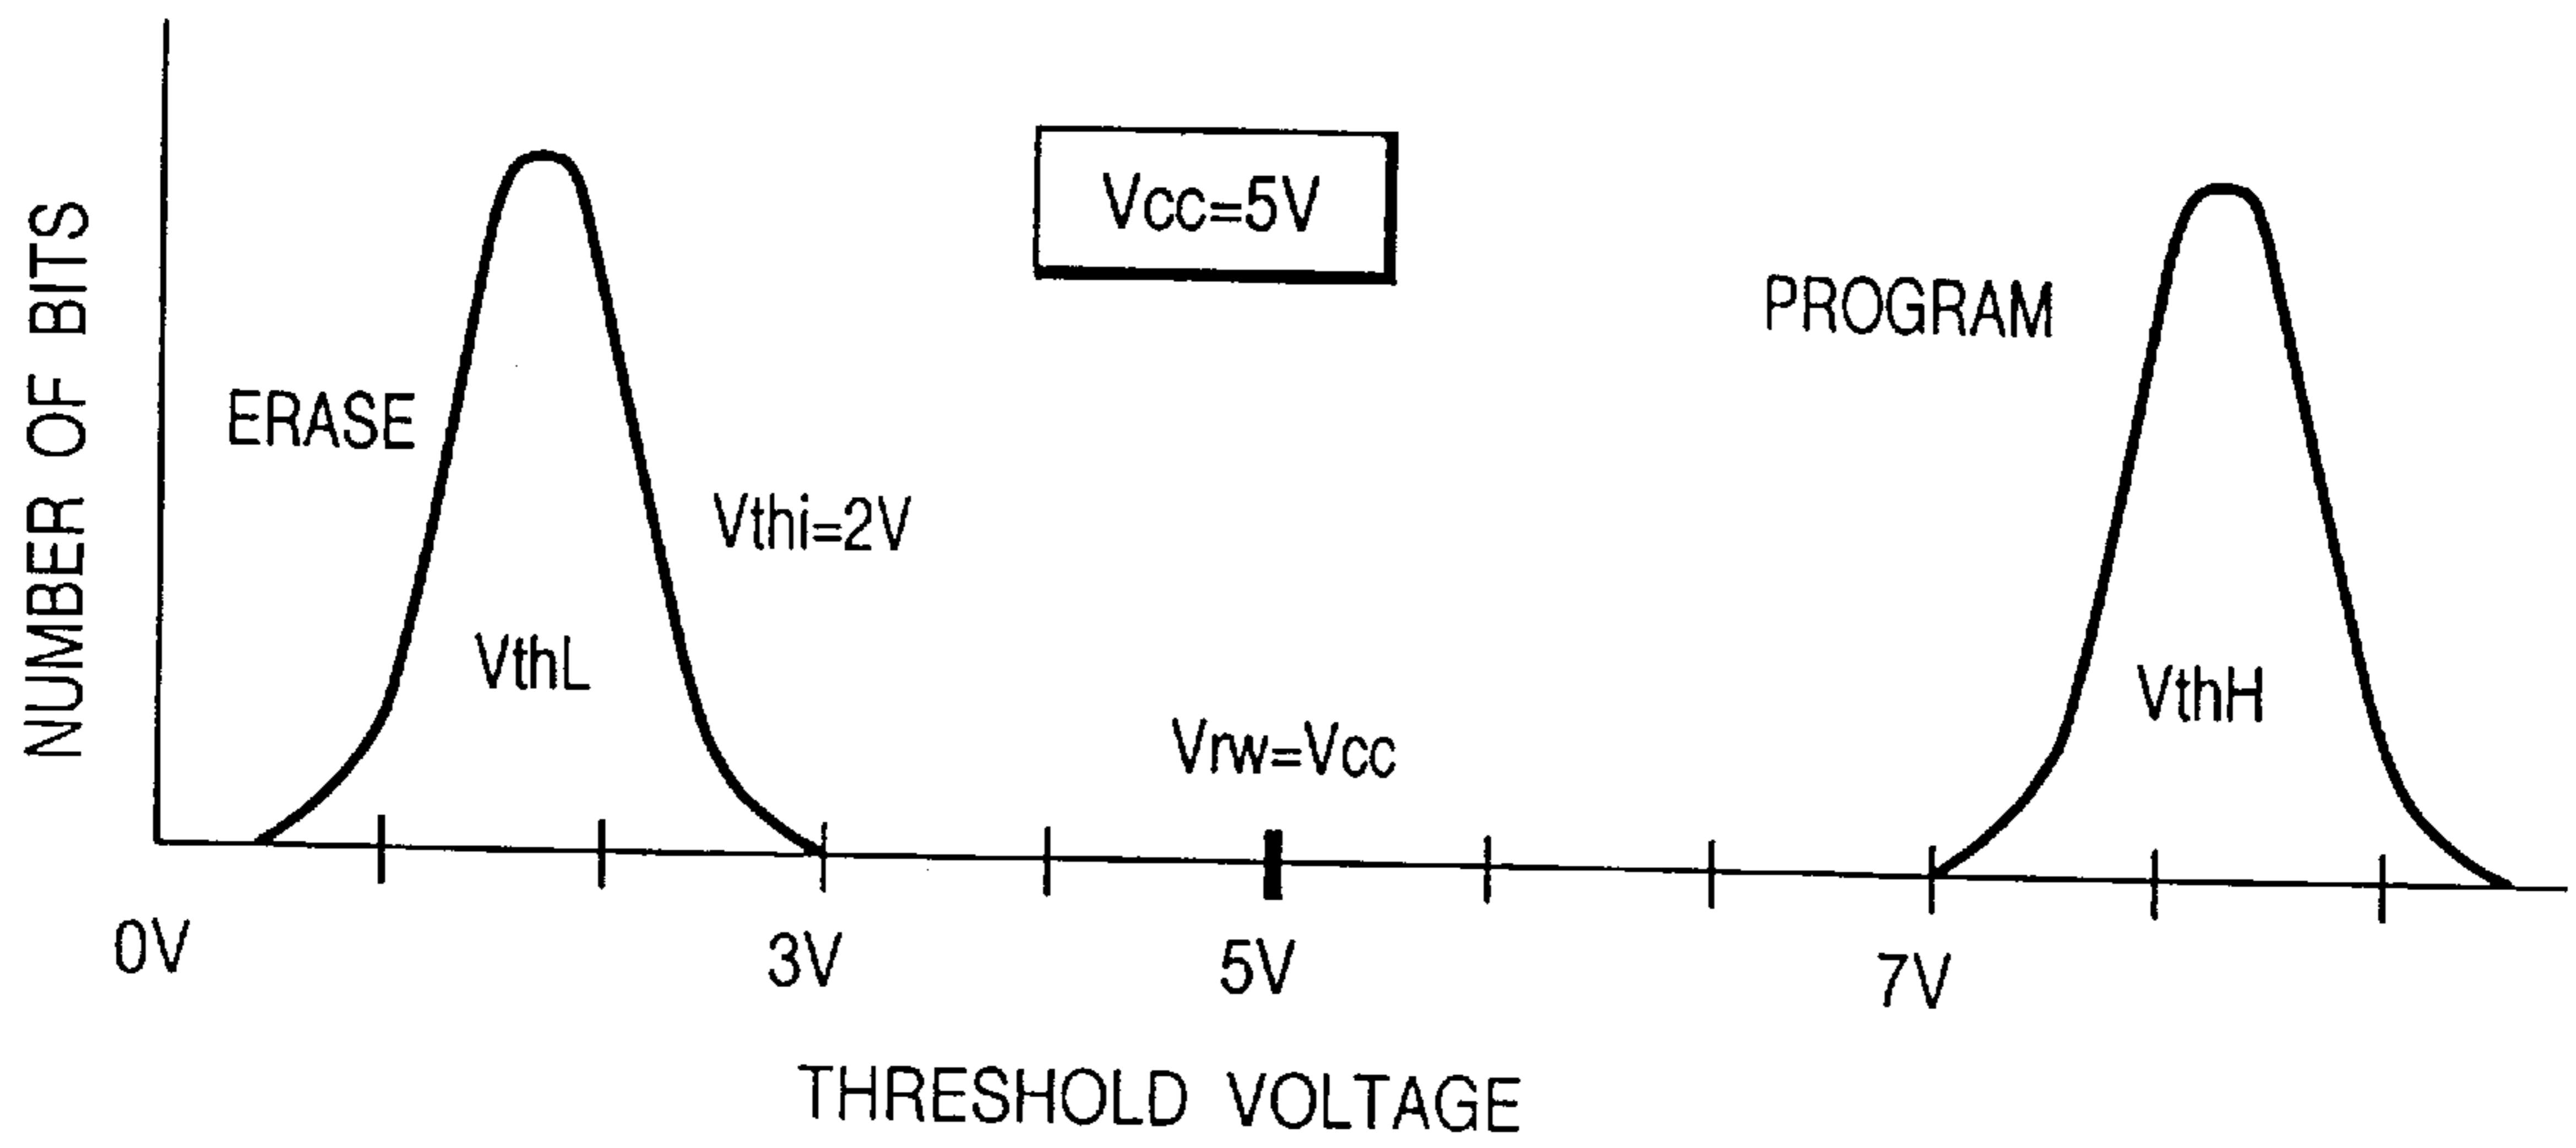 NUMBER OF BITS
Vcc=5V
PROGRAM
ERASE
Vthi=2V
VthL
VthH
Vrw=Vcc
0V
3V
5V
7V
THRESHOLD VOLTAGE